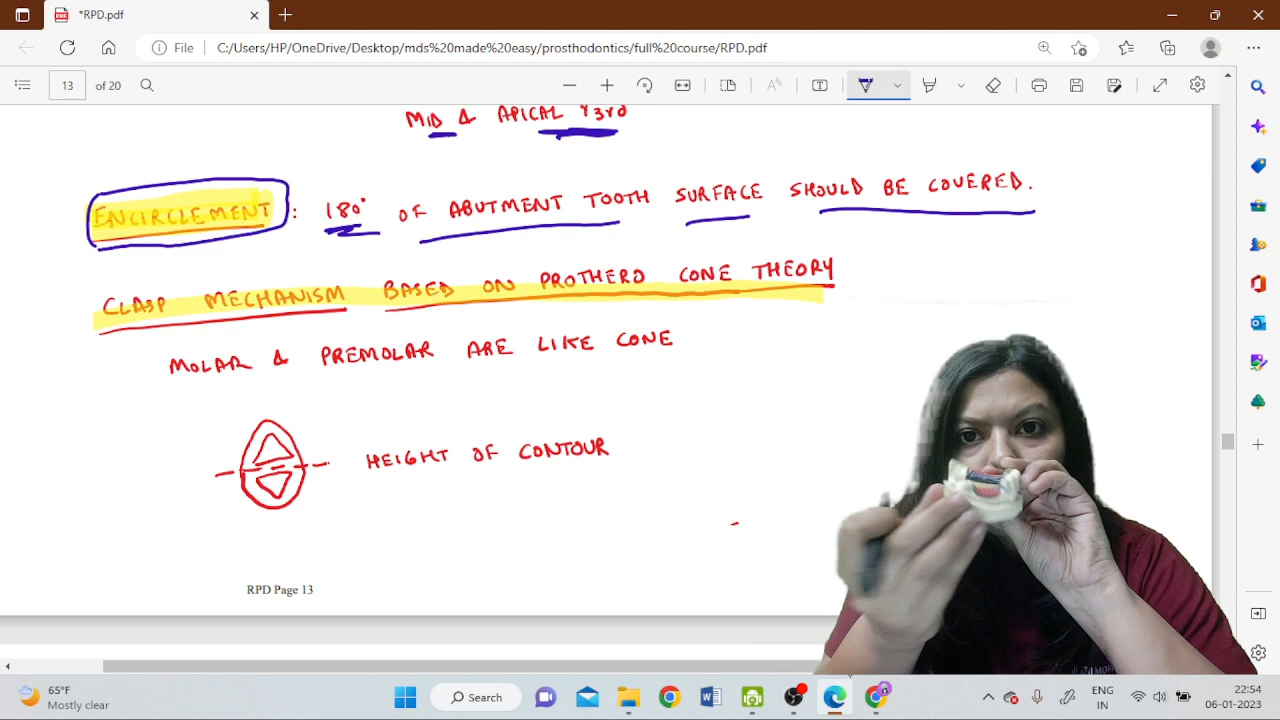 *RPD.pdf
File
C:/Users/HP/OneDrive/Desktop/mds%20made%20easy/prosthodontics/full%20course/RPD.pdf
13 of 20
MID & APICAL 1/3rd
ENCIRCLEMENT : 180° OF ABUTMENT TOOTH SURFACE SHOULD BE COVERED.
CLASP MECHANISM BASED ON PROTHERO CONE THEORY
MOLAR & PREMOLAR ARE LIKE CONE
HEIGHT OF CONTOUR
RPD Page 13
65°F
Mostly clear
Search
ENG
IN
22:54
06-01-2023